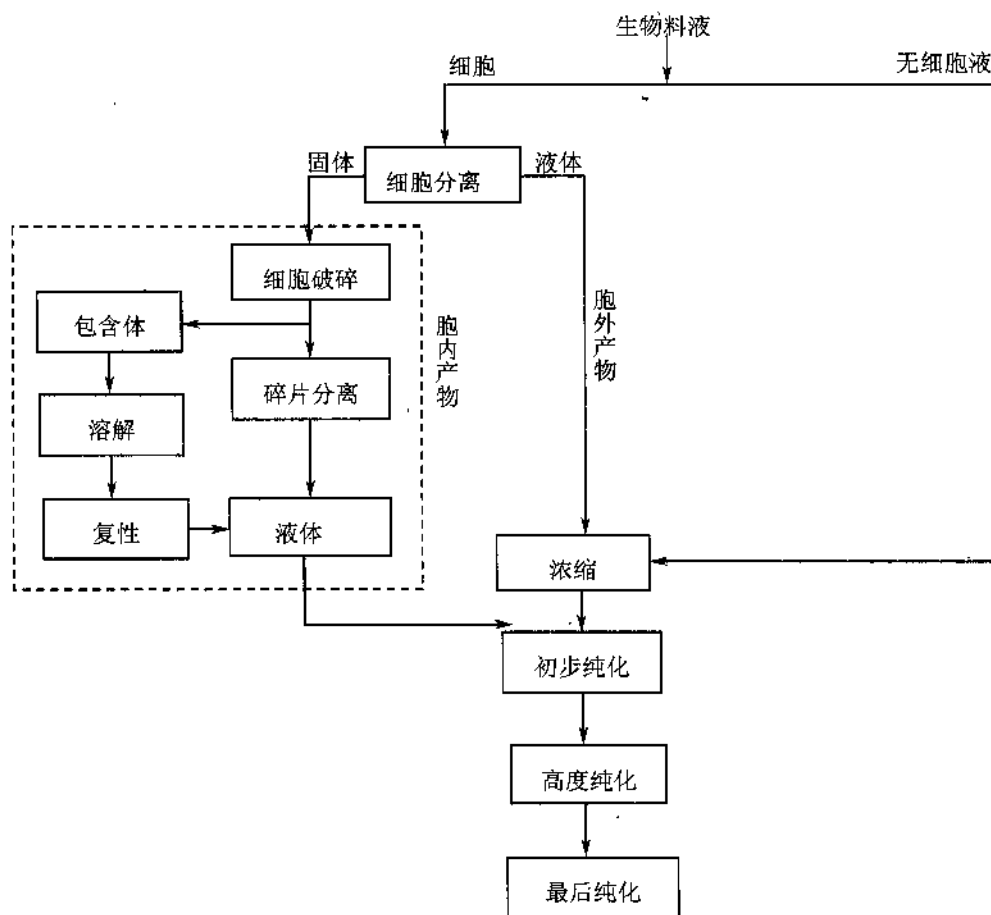 生物料液
细胞
无细胞液
固体
细胞分离
液体
细胞破碎
包含体
胞内产物
胞外产物
碎片分离
溶解
复性
液体
浓缩
初步纯化
高度纯化
最后纯化